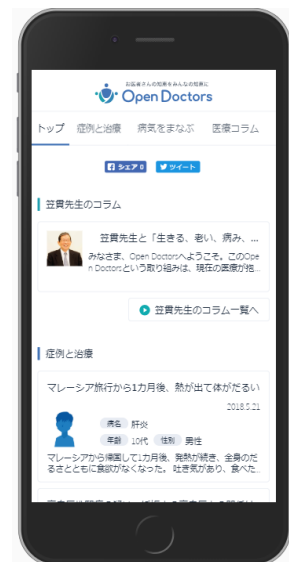 お医者さんの知恵をみんなの知恵に
Open Doctors
トップ 症例と治療 病気をまなぶ 医療コラム
シェア 0 ツイート
笠貫先生のコラム
笠貫先生と「生きる、老い、病み、...
みなさま、Open Doctorsへようこそ。このOpe
n Doctorsという取り組みは、現在の医療が抱...
笠貫先生のコラム一覧へ
症例と治療
マレーシア旅行から1カ月後、熱が出て体がだるい
2018.5.21
病名 肝炎
年齢 10代 性別 男性
マレーシアから帰国して1カ月後、発熱が続き、全身のだ
るさとともに食欲がなくなった。 吐き気があり、食べた...